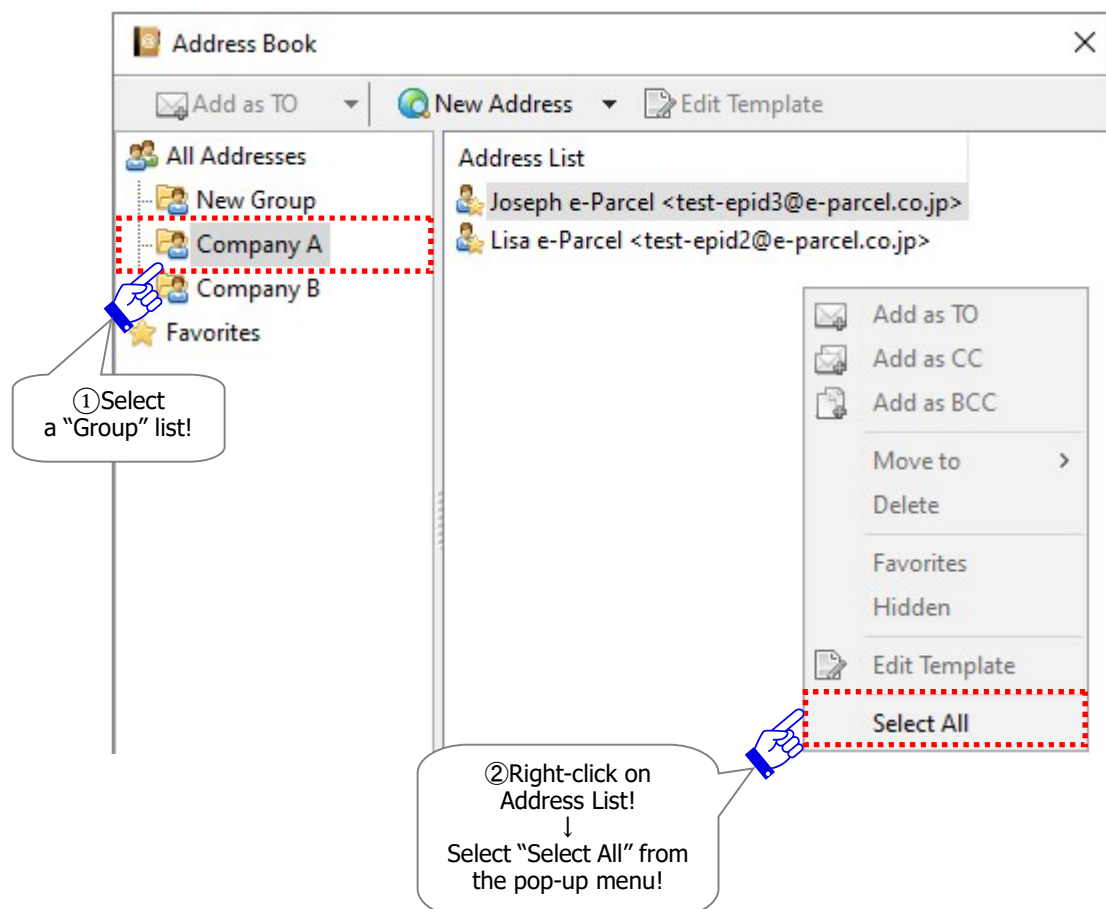 Address Book
Add as TO
New Address
Edit Template
All Addresses
New Group
Company A
Company B
Favorites
Address List
Joseph e-Parcel <test-epid3@e-parcel.co.jp>
Lisa e-Parcel <test-epid2@e-parcel.co.jp>
Add as TO
Add as CC
Add as BCC
Move to
Delete
Favorites
Hidden
Edit Template
Select All
①Select
a “Group” list!
②Right-click on
Address List!
↓
Select “Select All” from
the pop-up menu!